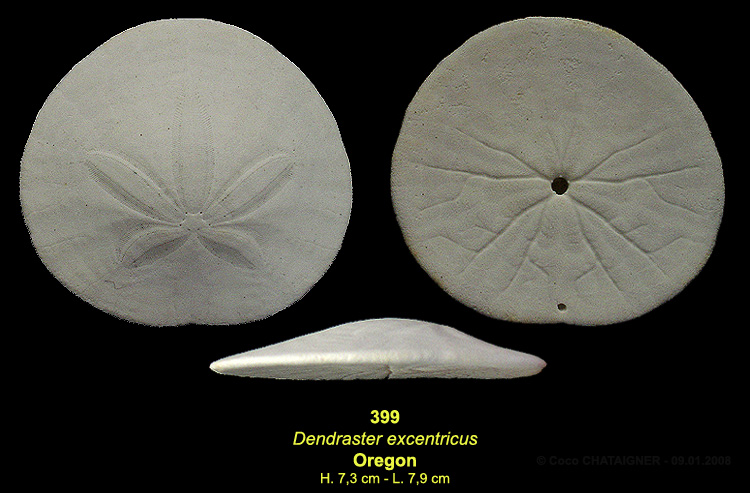 399
Dendraster excentricus
Oregon
© Coco CHATAIGNER - 09.01.2008
H. 7,3 cm - L. 7,9 cm